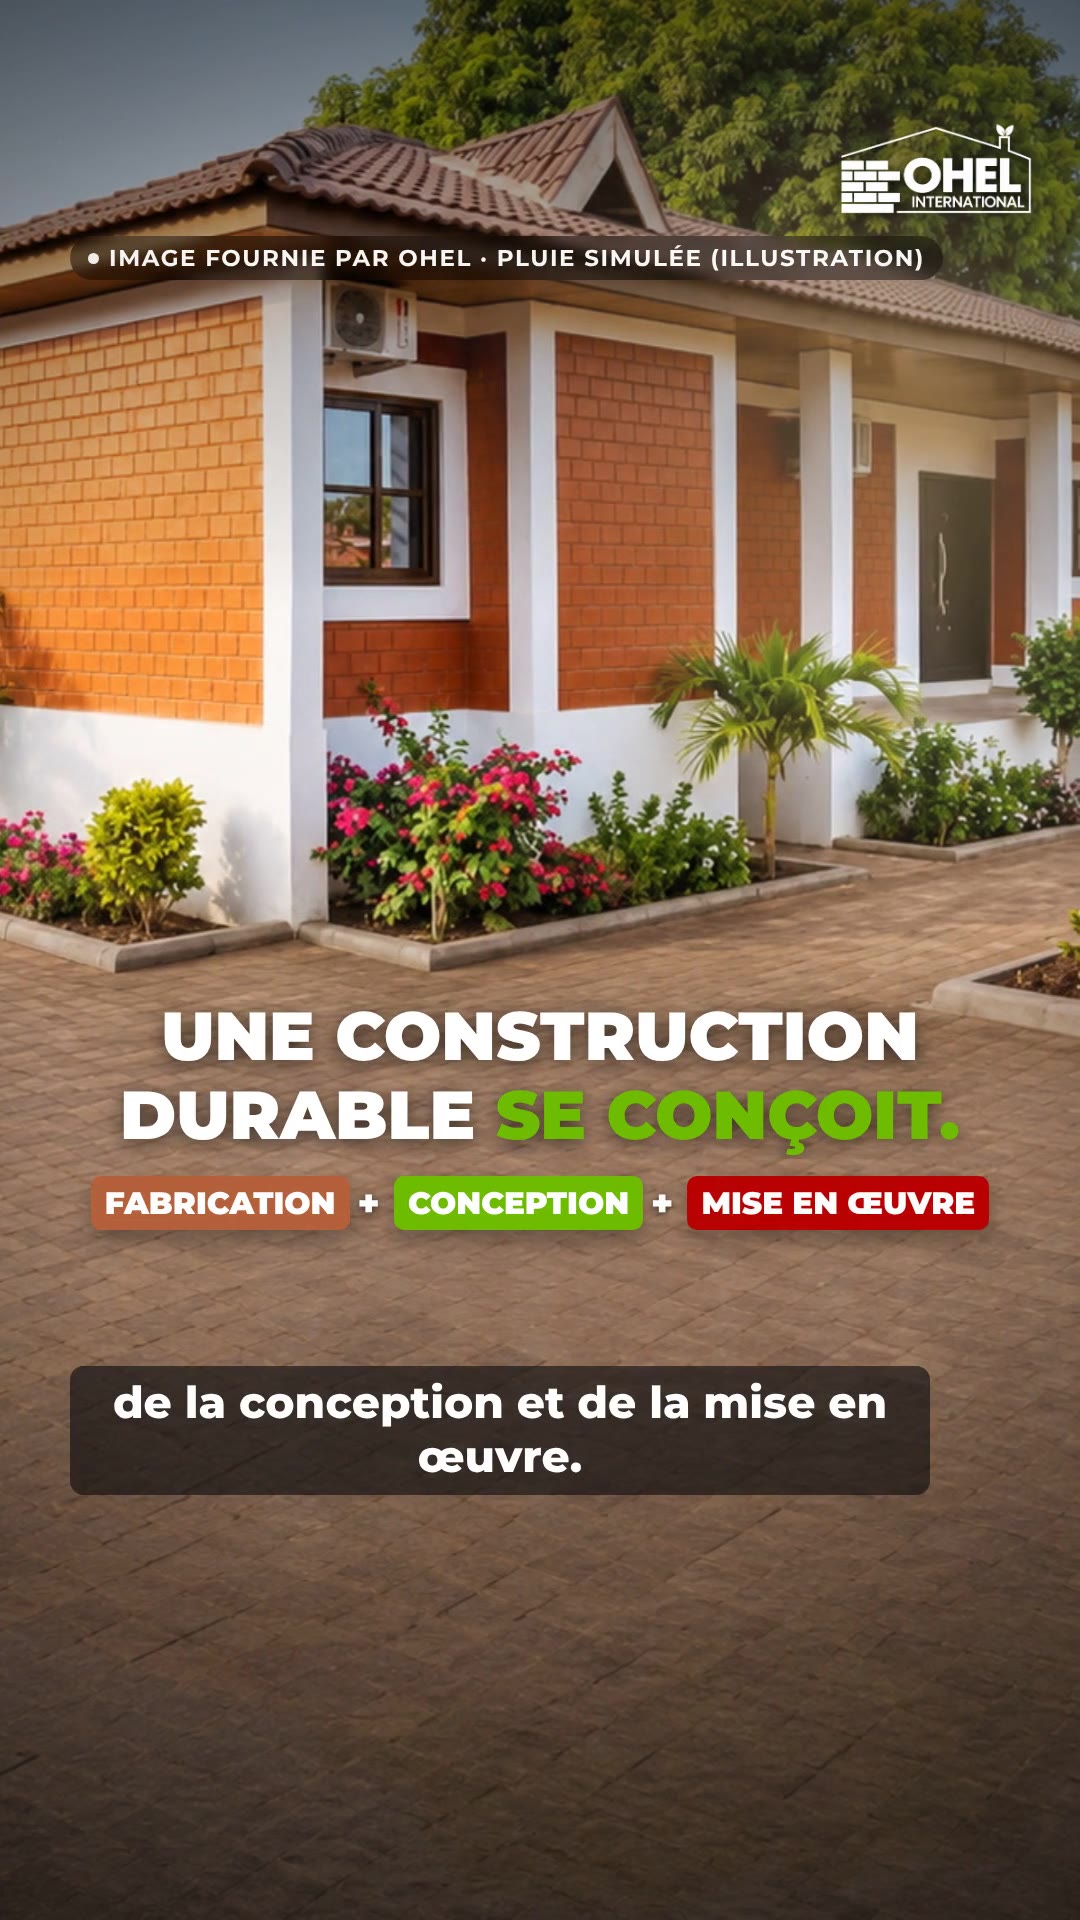 OHEL
INTERNATIONAL
• IMAGE FOURNIE PAR OHEL · PLUIE SIMULÉE (ILLUSTRATION)
UNE CONSTRUCTION
DURABLE SE CONÇOIT.
FABRICATION + CONCEPTION + MISE EN ŒUVRE
de la conception et de la mise en
œuvre.